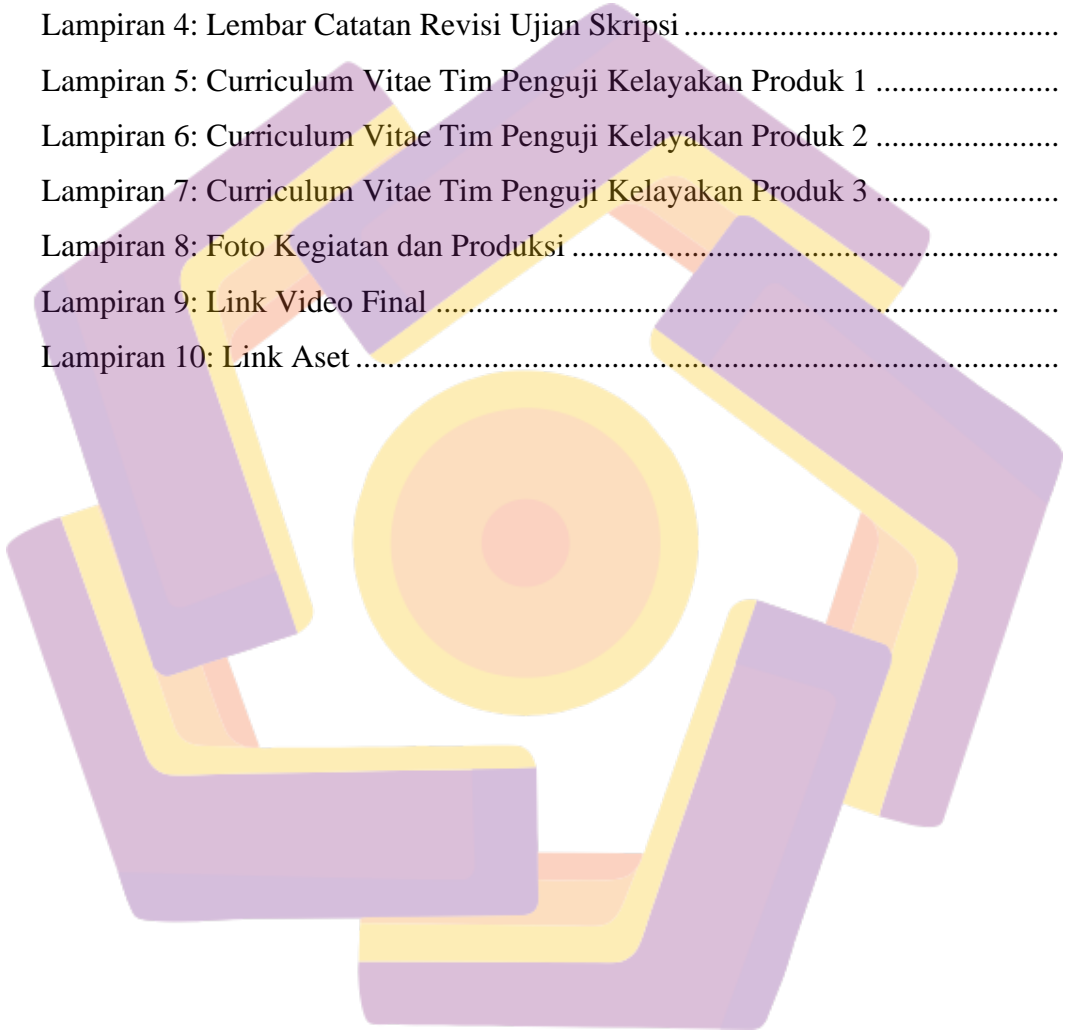 Lampiran 4: Lembar Catatan Revisi Ujian Skripsi ..............................................
Lampiran 5: Curriculum Vitae Tim Penguji Kelayakan Produk 1 ......................
Lampiran 6: Curriculum Vitae Tim Penguji Kelayakan Produk 2 ......................
Lampiran 7: Curriculum Vitae Tim Penguji Kelayakan Produk 3 ......................
Lampiran 8: Foto Kegiatan dan Produksi ............................................................
Lampiran 9: Link Video Final .............................................................................
Lampiran 10: Link Aset .......................................................................................